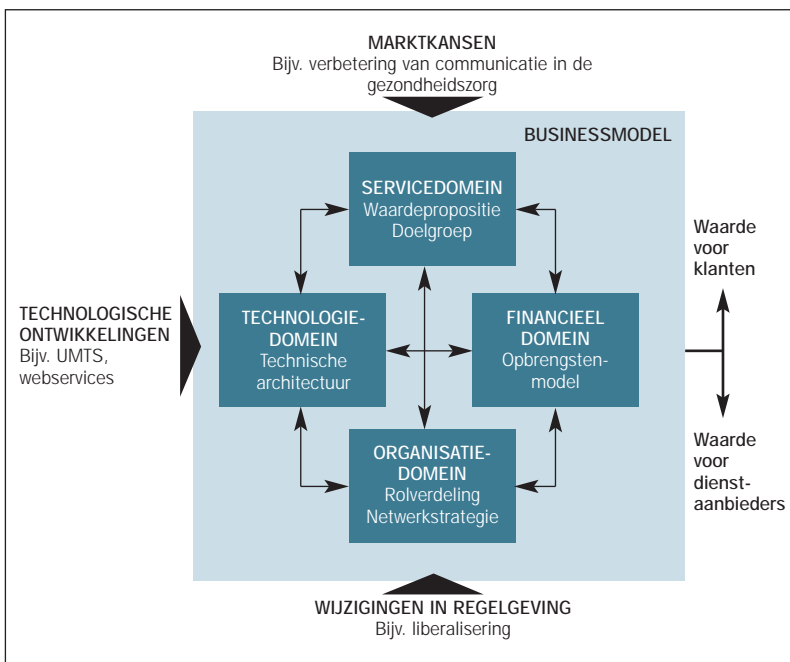 MARKTKANSEN
Bijv. verbetering van communicatie in de
gezondheidszorg
BUSINESSMODEL
SERVICEDOMEIN
Waardepropositie
Doelgroep
TECHNOLOGISCHE
ONTWIKKELINGEN
Bijv. UMTS,
webservices
TECHNOLOGIE-
DOMEIN
Technische
architectuur
FINANCIEEL
DOMEIN
Opbrengsten-
model
Waarde
voor
klanten
ORGANISATIE-
DOMEIN
Rolverdeling
Netwerkstrategie
Waarde
voor
dienst-
aanbieders
WIJZIGINGEN IN REGELGEVING
Bijv. liberalisering